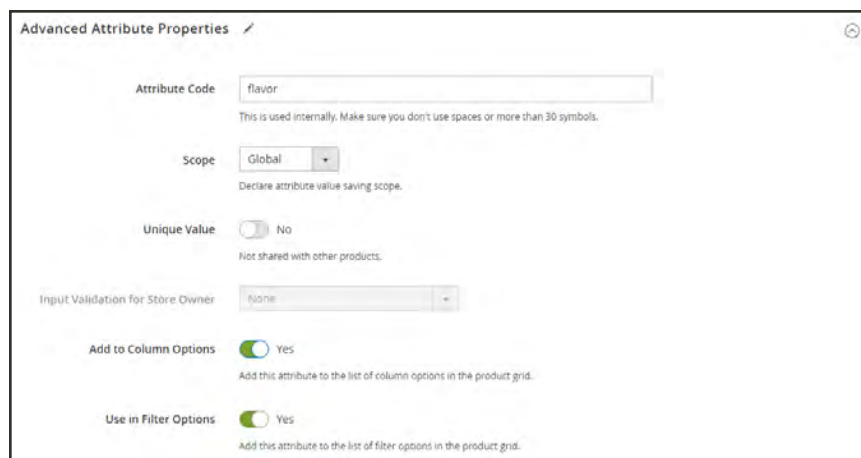 Advanced Attribute Properties
Attribute Code
flavor
This is used internally. Make sure you don't use spaces or more than 30 symbols.
Scope
Global
Declare attribute value saving scope.
Unique Value
No
Not shared with other products.
Input Validation for Store Owner
None
Add to Column Options
Yes
Add this attribute to the list of column options in the product grid.
Use in Filter Options
Yes
Add this attribute to the list of filter options in the product grid.